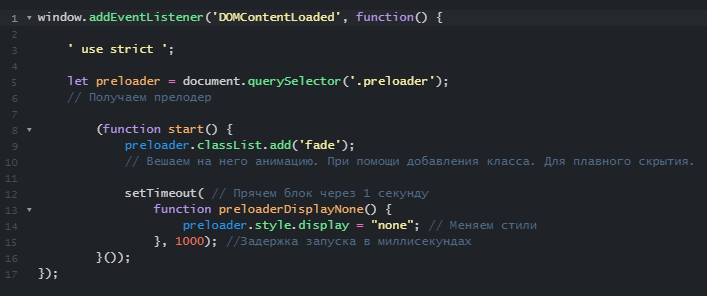 1 window.addEventListener('DOMContentLoaded', function() {
2
3 ' use strict ';
4
5 let preloader = document.querySelector('.preloader');
6 // Получаем прелодер
7
8 (function start() {
9 preloader.classList.add('fade');
10 // Вешаем на него анимацию. При помощи добавления класса. Для плавного скрытия.
11
12 setTimeout( // Прячем блок через 1 секунду
13 function preloaderDisplayNone() {
14 preloader.style.display = "none"; // Меняем стили
15 }, 1000); //Задержка запуска в миллисекундах
16 }());
17 });